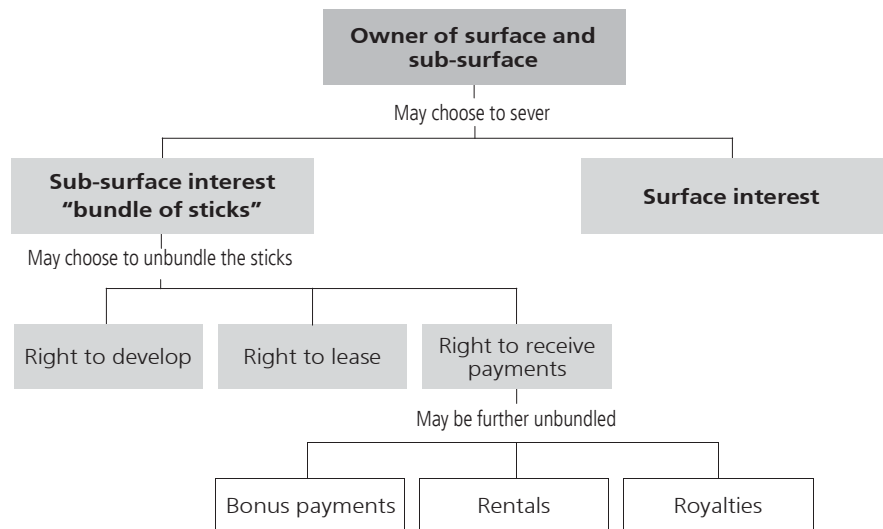 Owner of surface and
sub-surface
May choose to sever
Sub-surface interest
“bundle of sticks”
Surface interest
May choose to unbundle the sticks
Right to develop
Right to lease
Right to receive
payments
May be further unbundled
Bonus payments
Rentals
Royalties